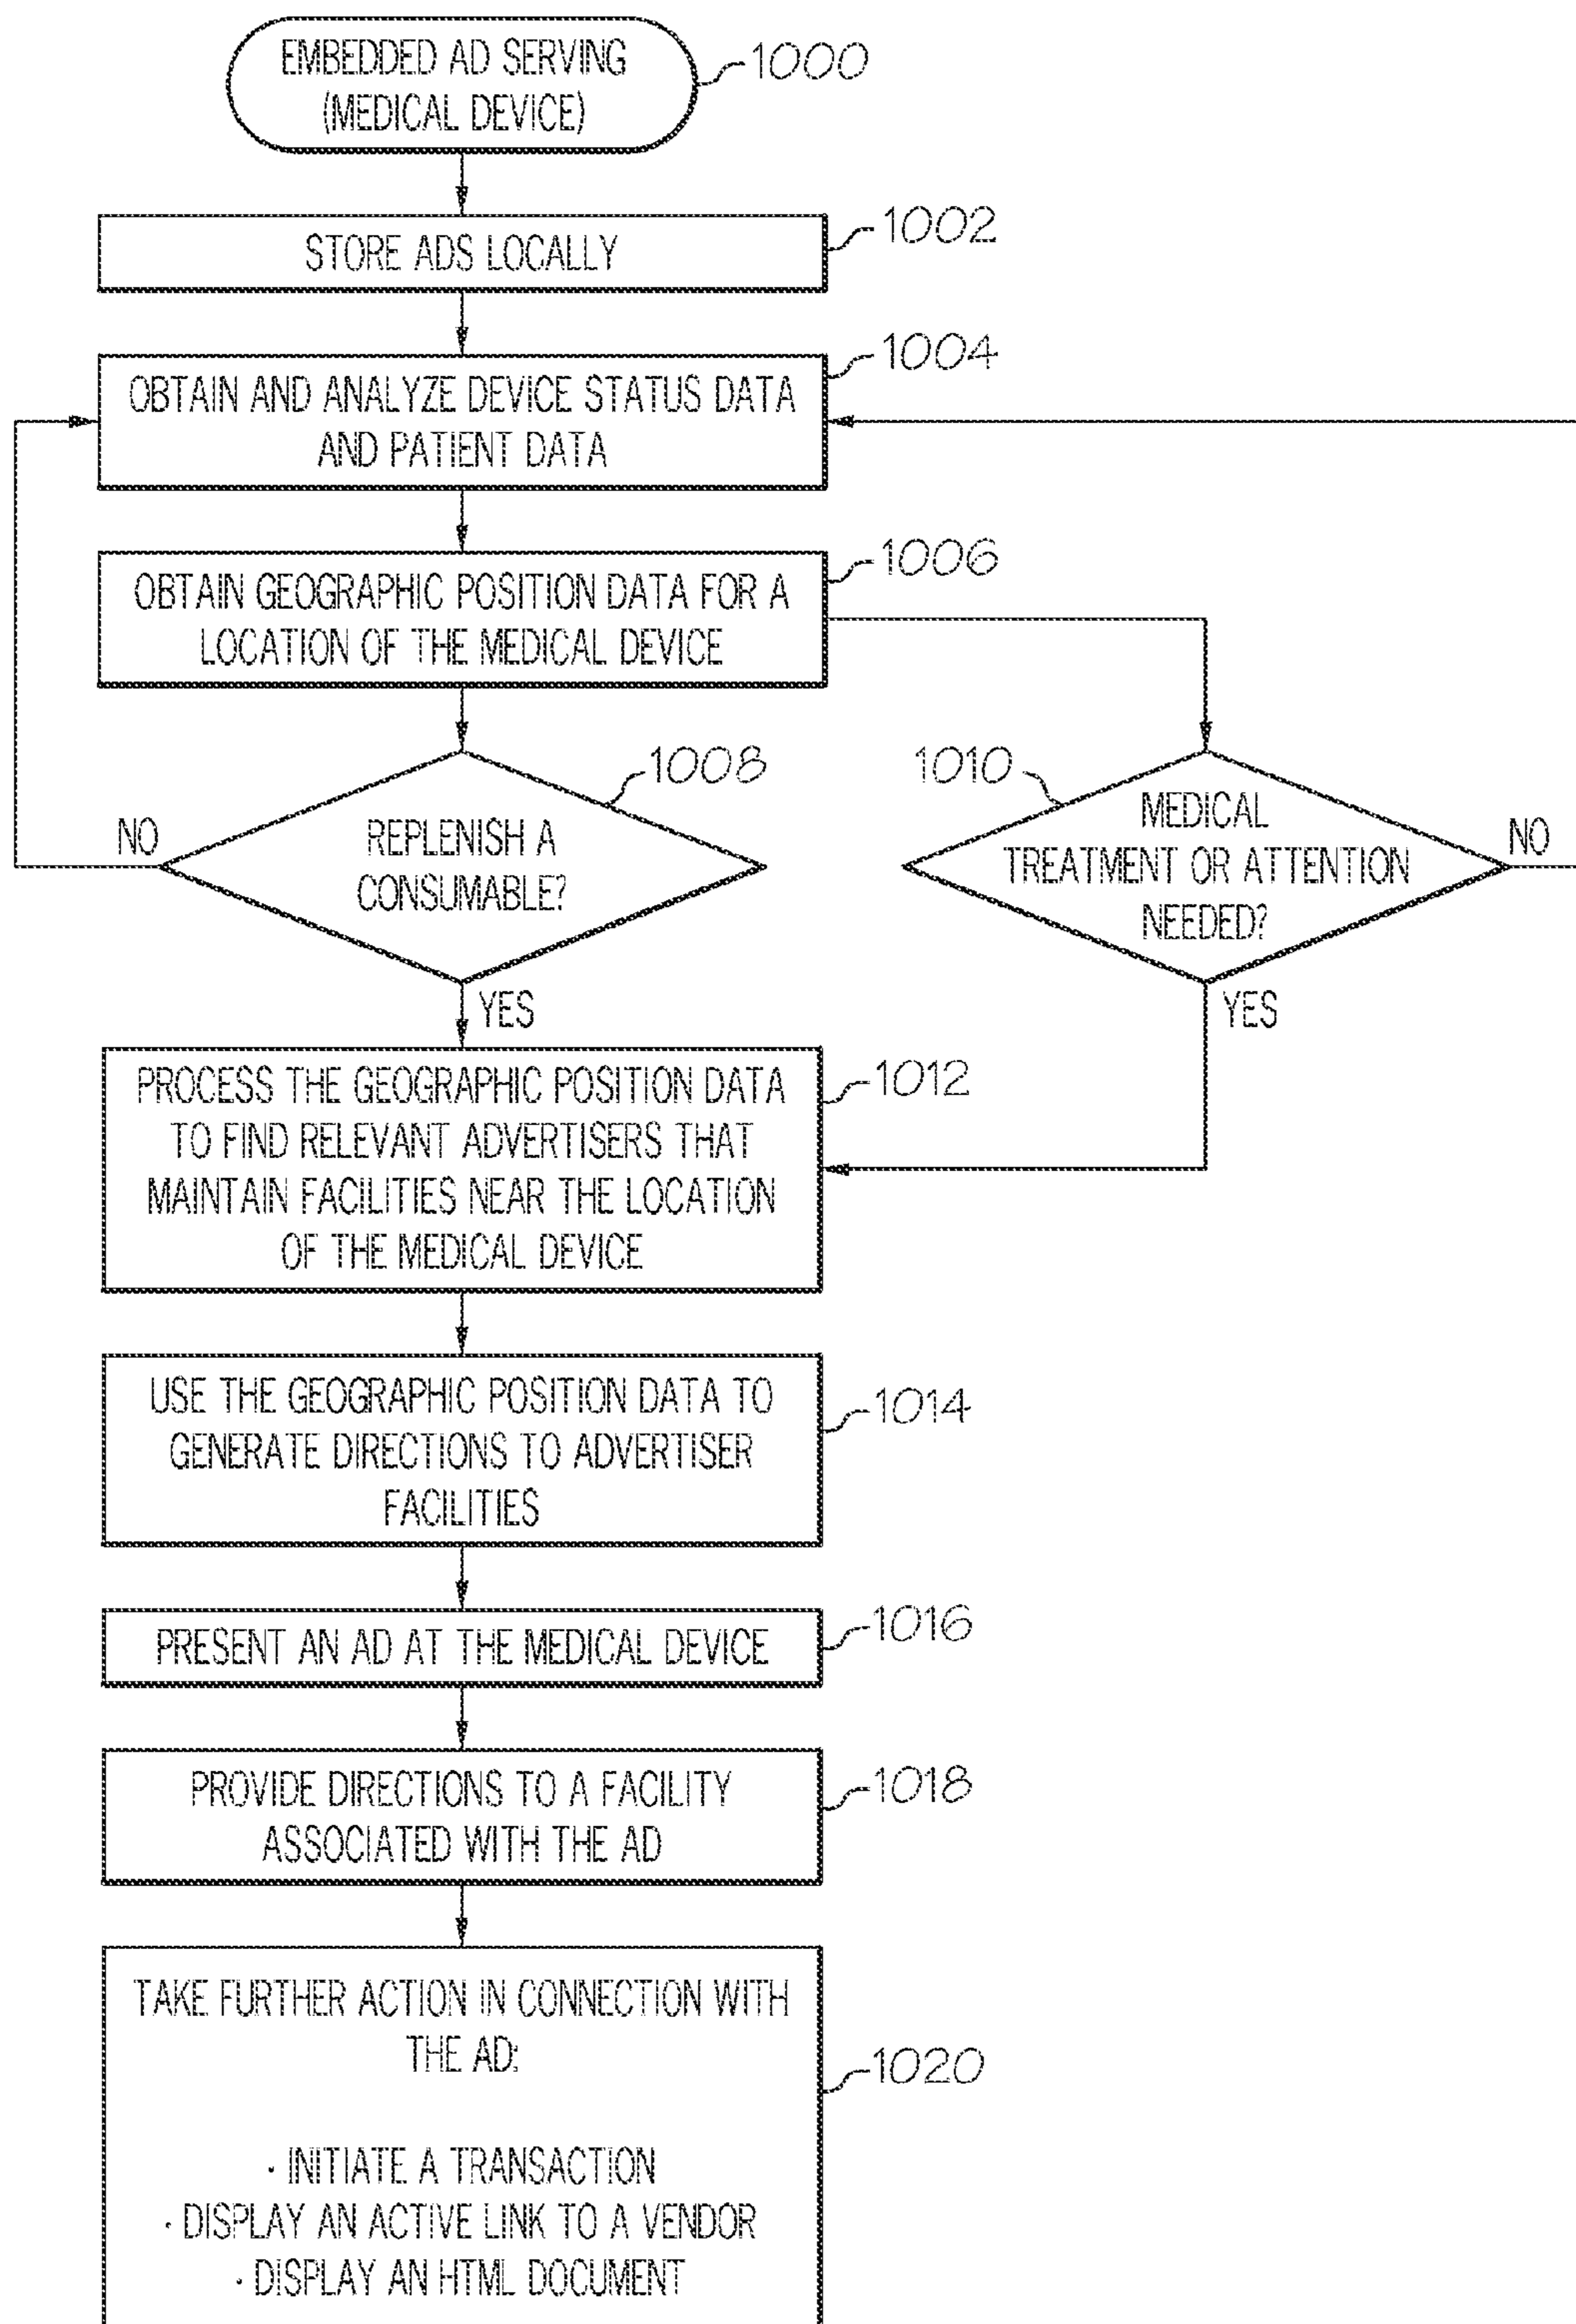 EMBEDDED AD SERVING
(MEDICAL DEVICE)
1000
STORE ADS LOCALLY
1002
OBTAIN AND ANALYZE DEVICE STATUS DATA
AND PATIENT DATA
1004
OBTAIN GEOGRAPHIC POSITION DATA FOR A
LOCATION OF THE MEDICAL DEVICE
1006
REPLENISH A
CONSUMABLE?
1008
NO
YES
1010
MEDICAL
TREATMENT OR ATTENTION
NEEDED?
NO
YES
PROCESS THE GEOGRAPHIC POSITION DATA
TO FIND RELEVANT ADVERTISERS THAT
MAINTAIN FACILITIES NEAR THE LOCATION
OF THE MEDICAL DEVICE
1012
USE THE GEOGRAPHIC POSITION DATA TO
GENERATE DIRECTIONS TO ADVERTISER
FACILITIES
1014
PRESENT AN AD AT THE MEDICAL DEVICE
1016
PROVIDE DIRECTIONS TO A FACILITY
ASSOCIATED WITH THE AD
1018
TAKE FURTHER ACTION IN CONNECTION WITH
THE AD:
· INITIATE A TRANSACTION
· DISPLAY AN ACTIVE LINK TO A VENDOR
· DISPLAY AN HTML DOCUMENT
1020